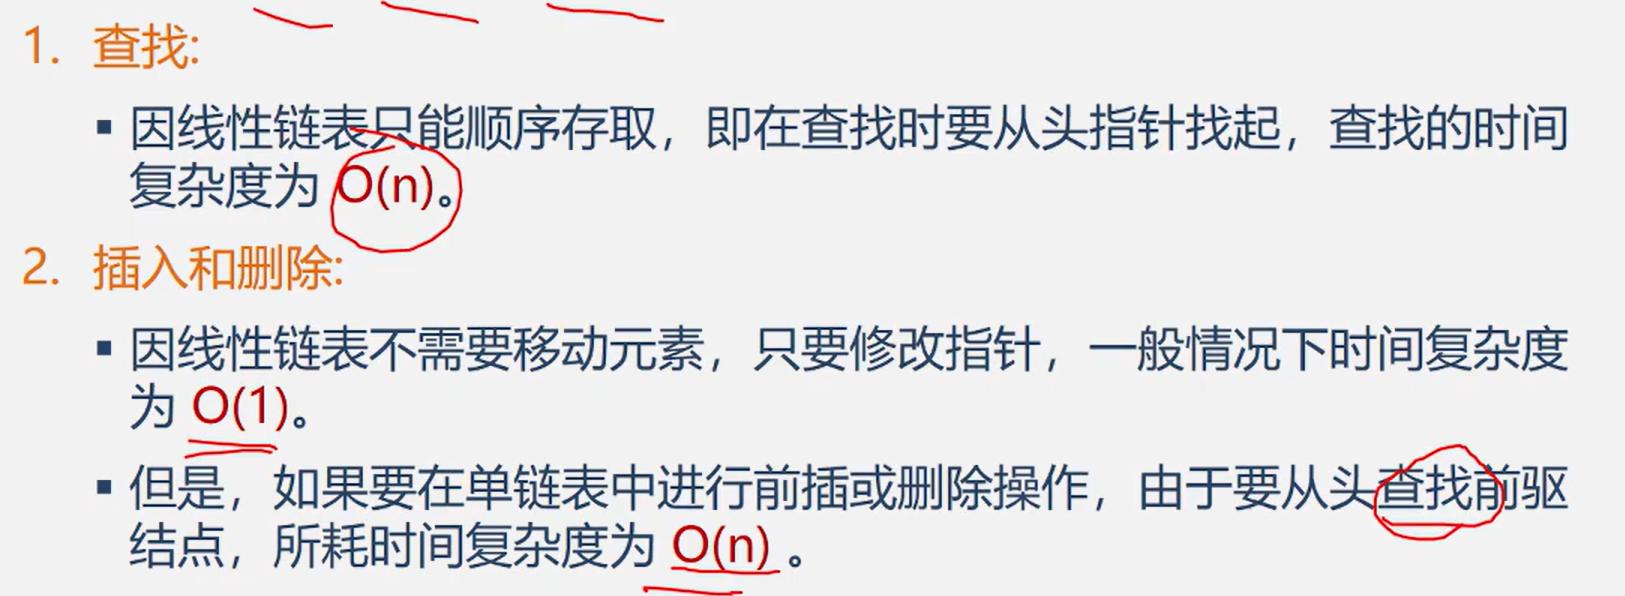 1. 查找:
▪ 因线性链表只能顺序存取，即在查找时要从头指针找起，查找的时间
复杂度为 O(n)。
2. 插入和删除:
▪ 因线性链表不需要移动元素，只要修改指针，一般情况下时间复杂度
为 O(1)。
▪ 但是，如果要在单链表中进行前插或删除操作，由于要从头查找前驱
结点，所耗时间复杂度为 O(n) 。